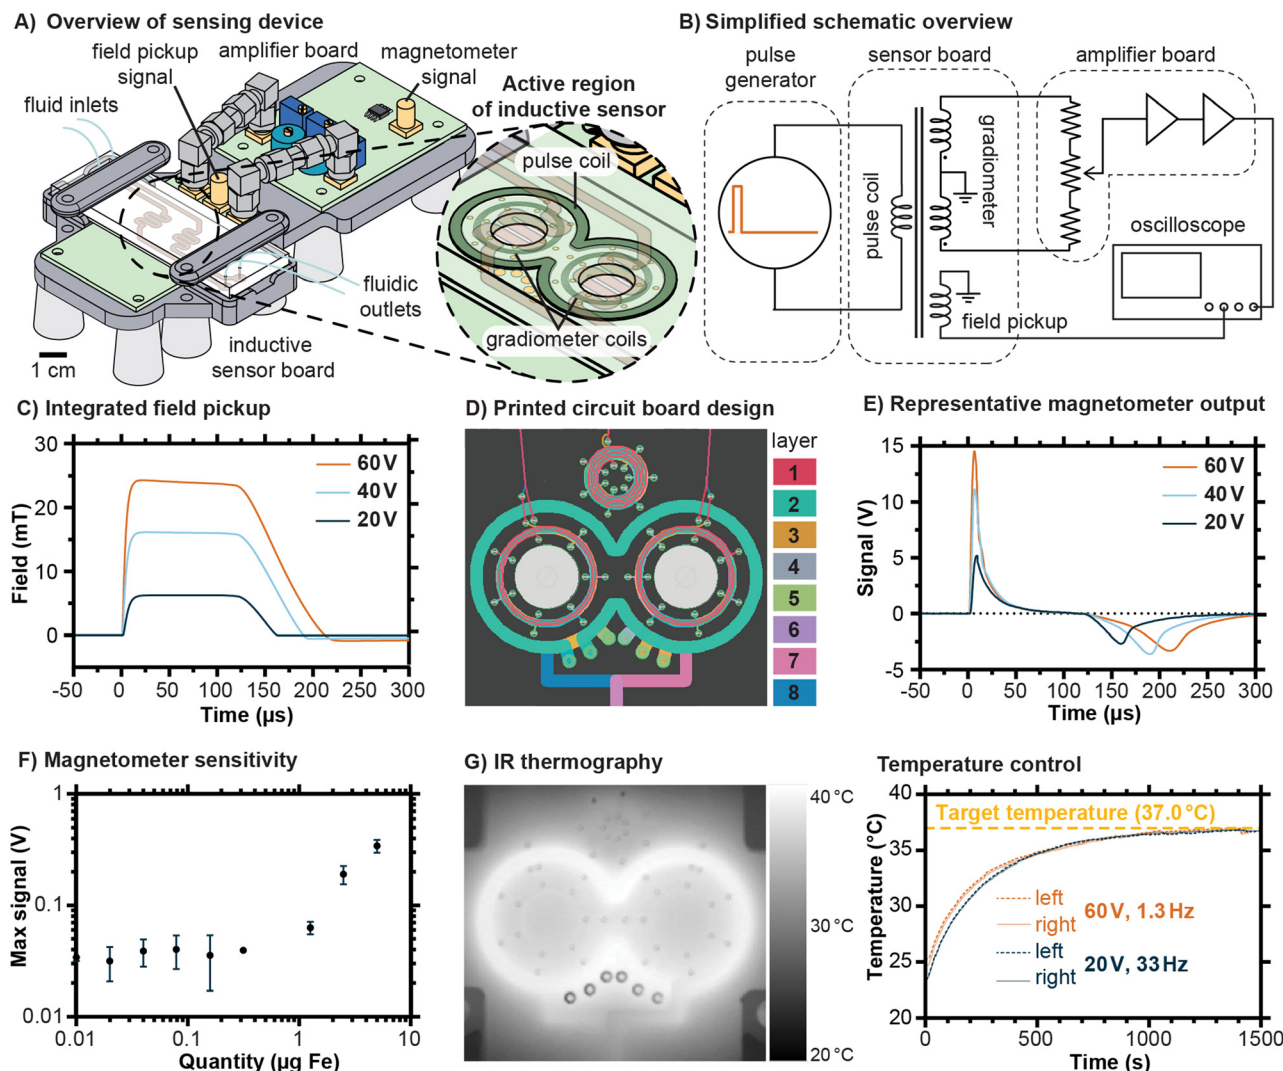 A) Overview of sensing device
field pickup
signal
amplifier board
magnetometer
signal
fluid inlets
Active region
of inductive sensor
pulse coil
gradiometer coils
fluidic
outlets
inductive
sensor board
1 cm
B) Simplified schematic overview
pulse
generator
sensor board
amplifier board
pulse coil
gradiometer
field pickup
oscilloscope
C) Integrated field pickup
Field (mT)
30
20
10
0
60 V
40 V
20 V
-50 0 50 100 150 200 250 300
Time (µs)
D) Printed circuit board design
layer
1
2
3
4
5
6
7
8
E) Representative magnetometer output
Signal (V)
15
10
5
0
-5
60 V
40 V
20 V
-50 0 50 100 150 200 250 300
Time (µs)
F) Magnetometer sensitivity
Max signal (V)
1
0.1
0.01
0.01 0.1 1 10
Quantity (µg Fe)
G) IR thermography
40 °C
30 °C
20 °C
Temperature control
Temperature (°C)
40
35
30
25
20
Target temperature (37.0 °C)
left
right
60 V, 1.3 Hz
left
right
20 V, 33 Hz
0 500 1000 1500
Time (s)